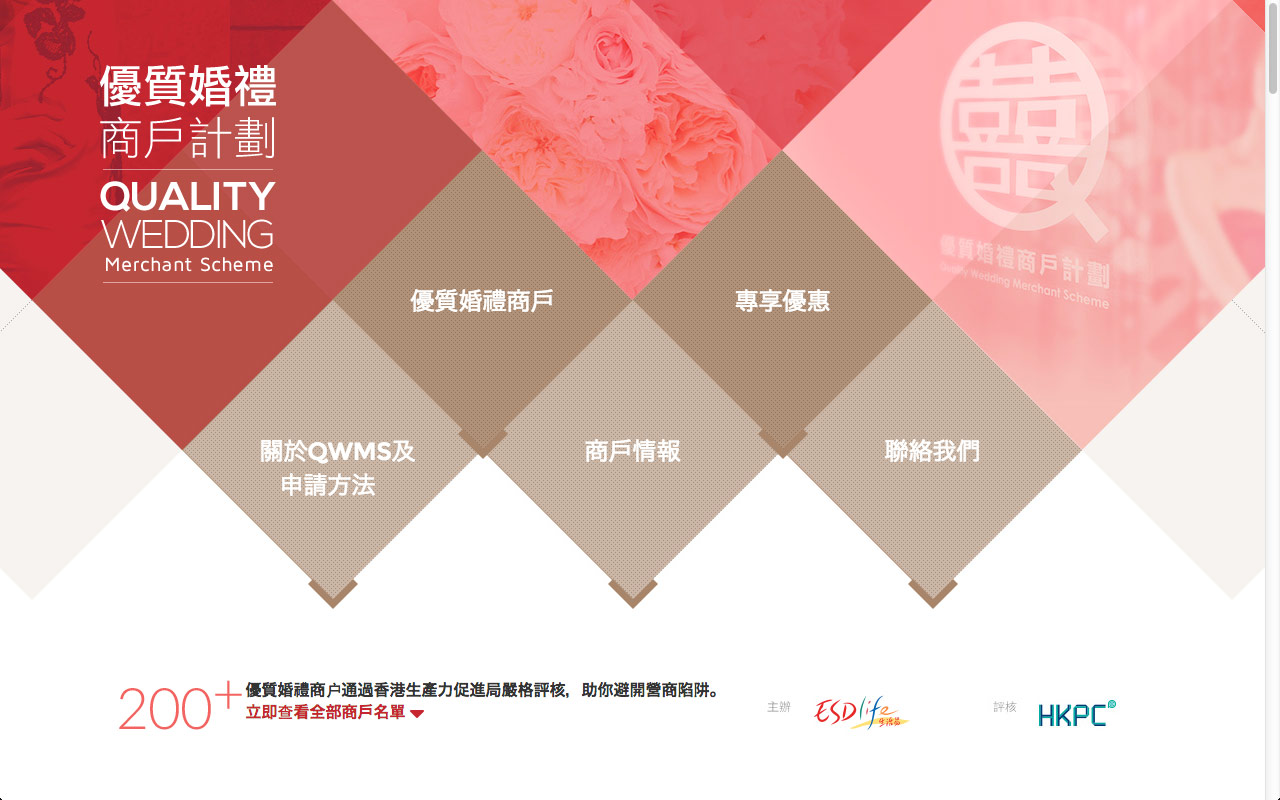 優質婚禮
商戶計劃
QUALITY
WEDDING
Merchant Scheme
囍
優質婚禮商戶計劃
Quality Wedding Merchant Scheme
優質婚禮商戶
專享優惠
關於QWMS及
申請方法
商戶情報
聯絡我們
200+
優質婚禮商户通過香港生產力促進局嚴格評核，助你避開營商陷阱。
立即查看全部商戶名單
主辦
ESDlife
生活易
評核
HKPC